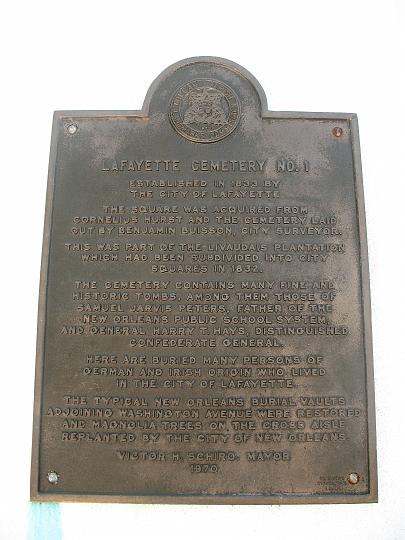 LAFAYETTE CEMETERY NO. 1
ESTABLISHED IN 1833 BY
THE CITY OF LAFAYETTE.
THE SQUARE WAS ACQUIRED FROM
CORNELIUS HURST AND THE CEMETERY LAID
OUT BY BENJAMIN BUISSON, CITY SURVEYOR.
THIS WAS PART OF THE LIVAUDAIS PLANTATION
WHICH HAD BEEN SUBDIVIDED INTO CITY
SQUARES IN 1832.
THE CEMETERY CONTAINS MANY FINE AND
HISTORIC TOMBS, AMONG THEM THOSE OF
SAMUEL JARVIS PETERS, FATHER OF THE
NEW ORLEANS PUBLIC SCHOOL SYSTEM,
AND GENERAL HARRY T. HAYS, DISTINGUISHED
CONFEDERATE GENERAL.
HERE ARE BURIED MANY PERSONS OF
GERMAN AND IRISH ORIGIN WHO LIVED
IN THE CITY OF LAFAYETTE.
THE TYPICAL NEW ORLEANS BURIAL VAULTS
ADJOINING WASHINGTON AVENUE WERE RESTORED
AND MAGNOLIA TREES ON THE CROSS AISLE
REPLANTED BY THE CITY OF NEW ORLEANS.
VICTOR H. SCHIRO, MAYOR
1970